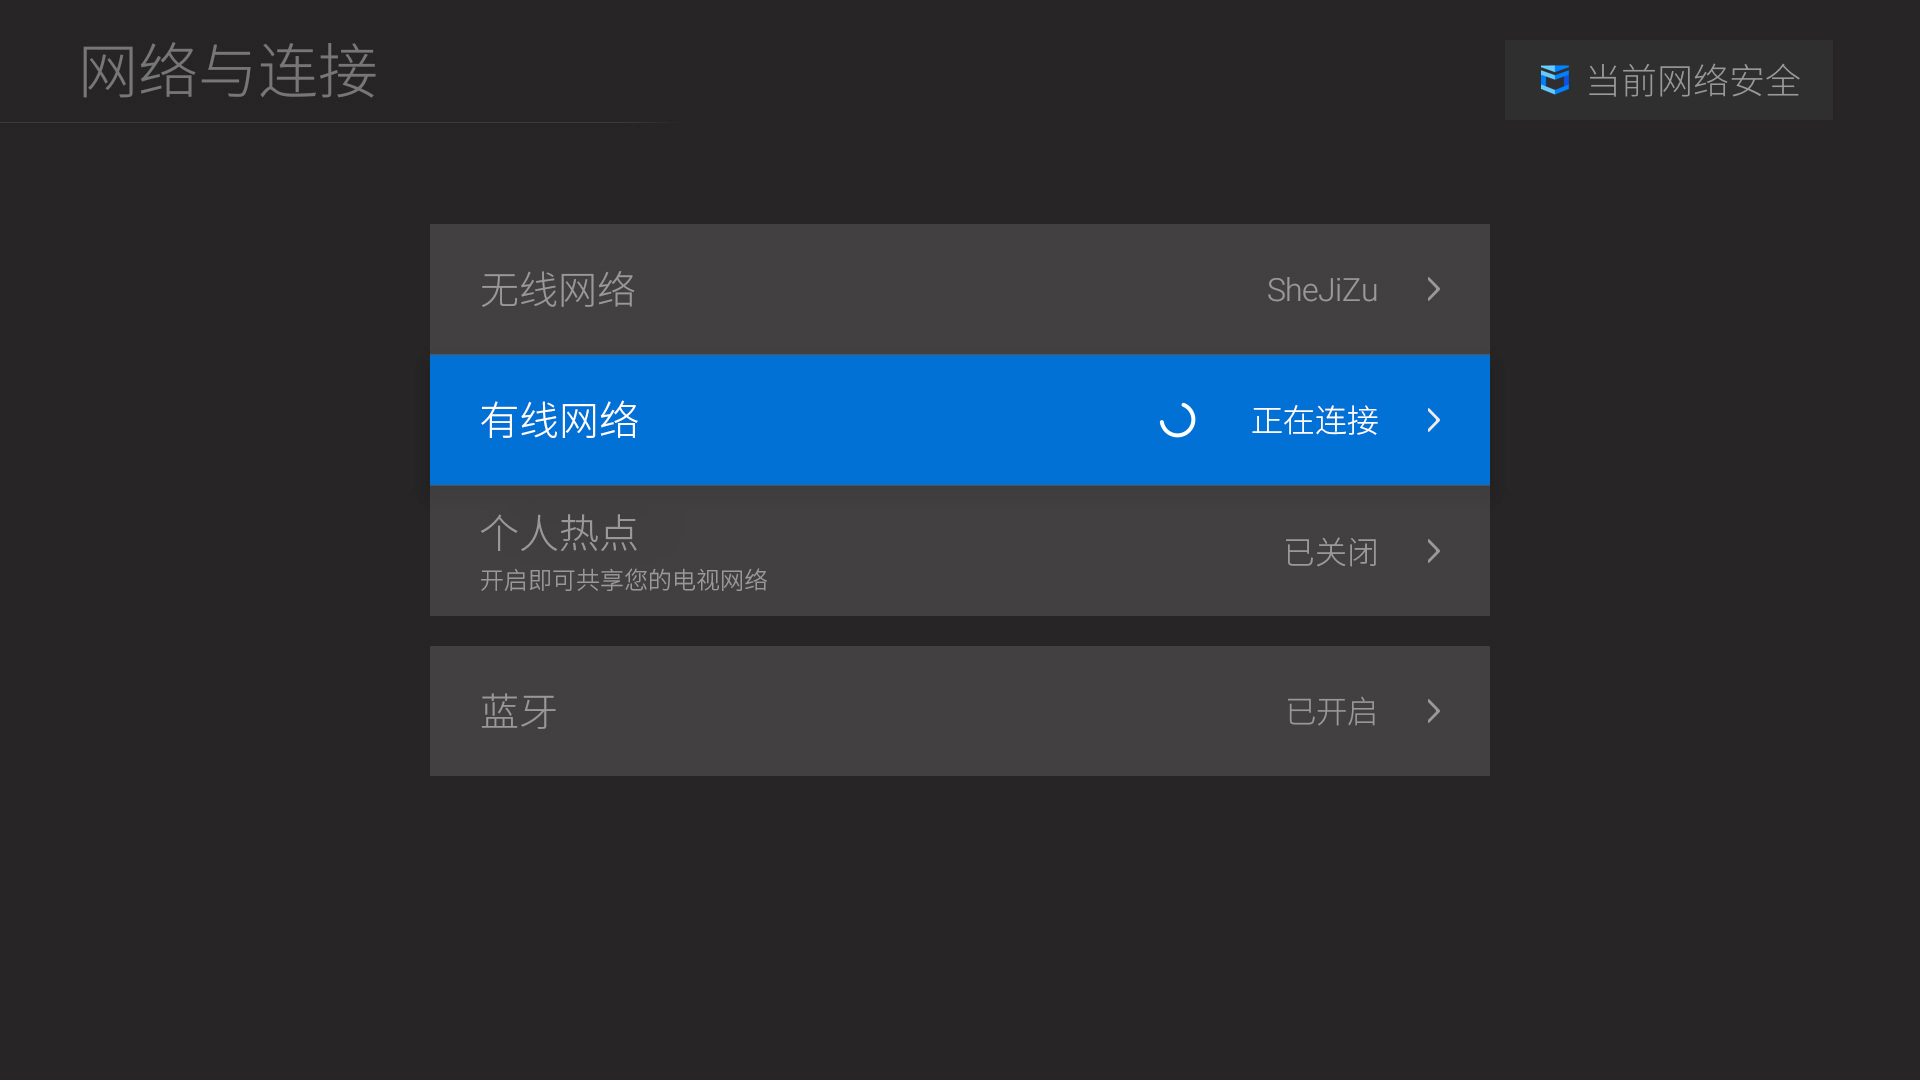 网络与连接
当前网络安全
无线网络 SheJiZu
有线网络 正在连接
个人热点 已关闭
开启即可共享您的电视网络
蓝牙 已开启